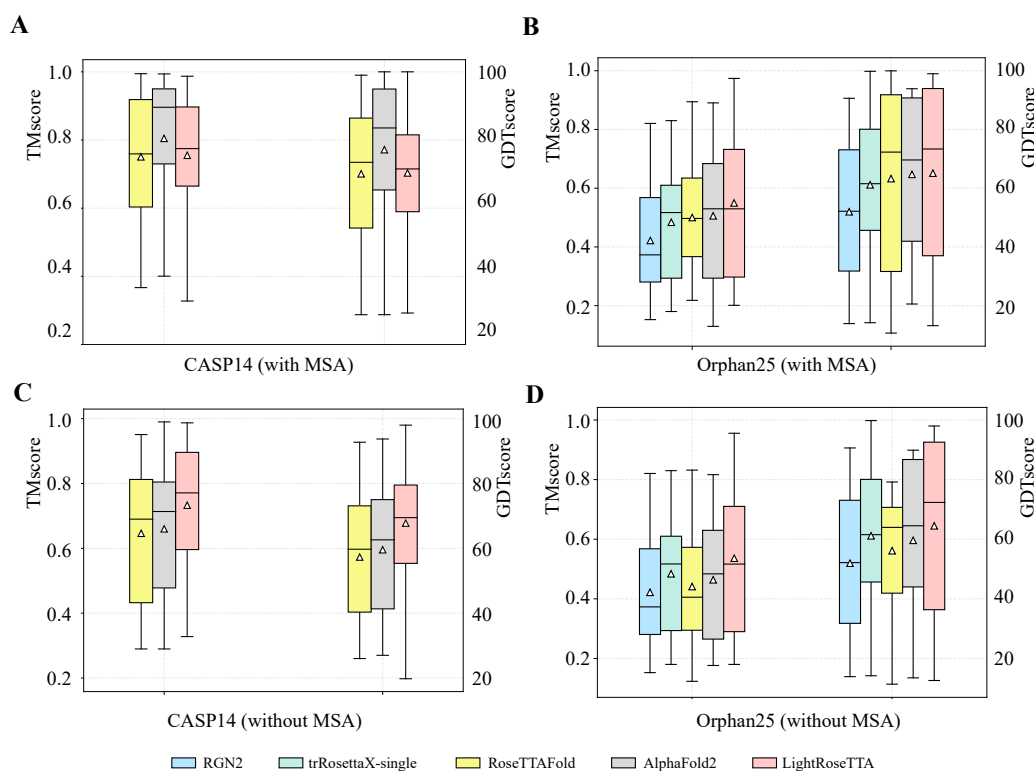 A
TMscore
1.0
0.8
0.6
0.4
0.2
100
80
60
40
20
GDTscore
CASP14 (with MSA)
B
TMscore
1.0
0.8
0.6
0.4
0.2
100
80
60
40
20
GDTscore
Orphan25 (with MSA)
C
TMscore
1.0
0.8
0.6
0.4
0.2
100
80
60
40
20
GDTscore
CASP14 (without MSA)
D
TMscore
1.0
0.8
0.6
0.4
0.2
100
80
60
40
20
GDTscore
Orphan25 (without MSA)
RGN2 trRosettaX-single RoseTTAFold AlphaFold2 LightRoseTTA